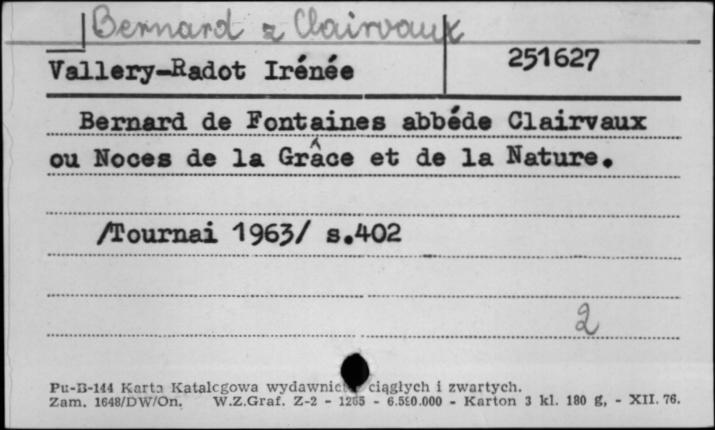 Bernard z Clairvaux
Vallery-Radot Irénée 251627
Bernard de Fontaines abbéde Clairvaux
ou Noces de la Grâce et de la Nature.
/Tournai 1963/ s.402
2
Pu-B-144 Karta Katalogowa wydawnictw ciągłych i zwartych.
Zam. 1648/DW/On. W.Z.Graf. Z-2 - 1265 - 6.590.000 - Karton 3 kl. 180 g, - XII. 76.